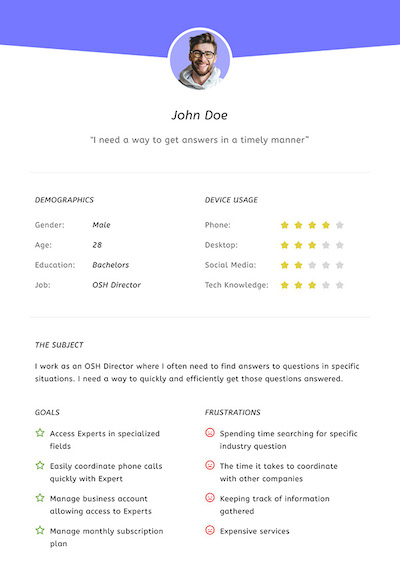 John Doe
"I need a way to get answers in a timely manner"
DEMOGRAPHICS
Gender: Male
Age: 28
Education: Bachelors
Job: OSH Director
DEVICE USAGE
Phone:
Desktop:
Social Media:
Tech Knowledge:
THE SUBJECT
I work as an OSH Director where I often need to find answers to questions in specific
situations. I need a way to quickly and efficiently get those questions answered.
GOALS
Access Experts in specialized
fields
Easily coordinate phone calls
quickly with Expert
Manage business account
allowing access to Experts
Manage monthly subscription
plan
FRUSTRATIONS
Spending time searching for specific
industry question
The time it takes to coordinate
with other companies
Keeping track of information
gathered
Expensive services